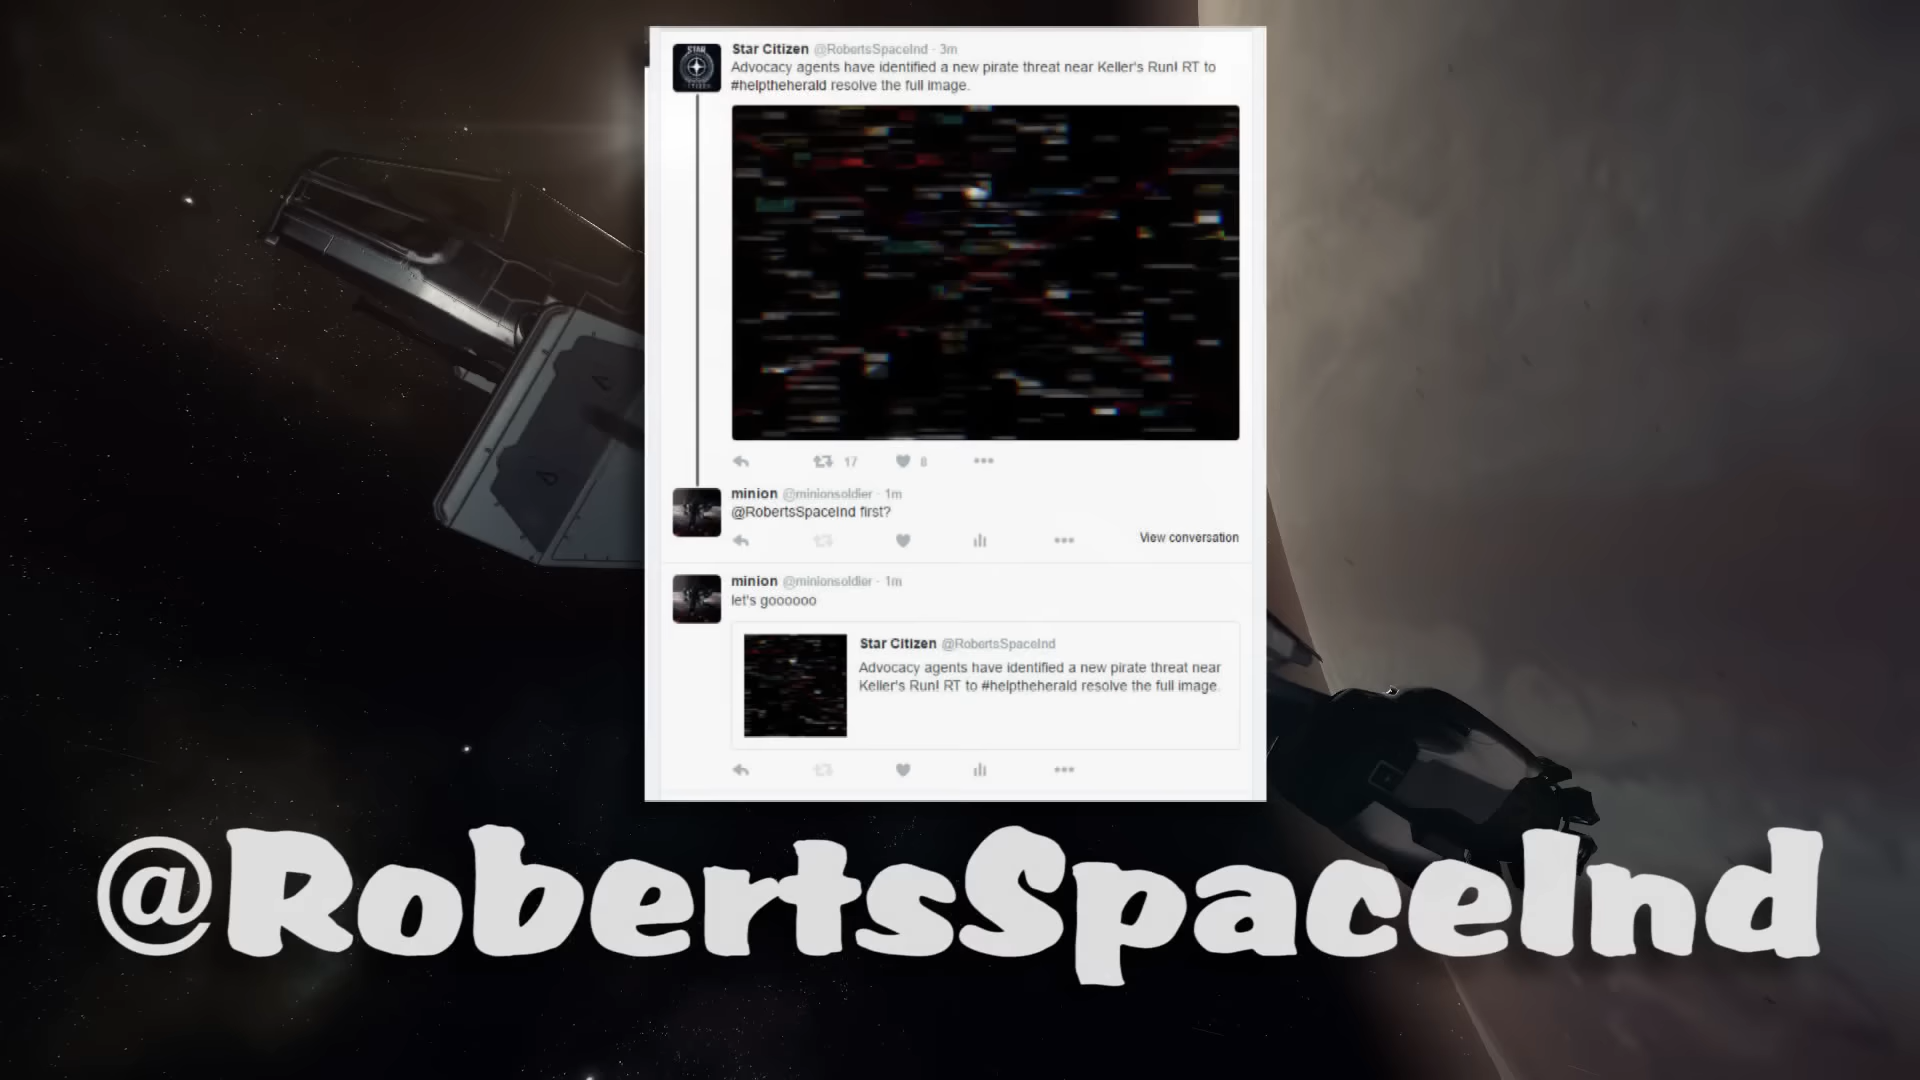 Star Citizen @RobertsSpaceInd · 3m
Advocacy agents have identified a new pirate threat near Keller's Run! RT to
#helptheherald resolve the full image.
17 8
minion @minionsoldier · 1m
@RobertsSpaceInd first?
View conversation
minion @minionsoldier · 1m
let's goooooo
Star Citizen @RobertsSpaceInd
Advocacy agents have identified a new pirate threat near
Keller's Run! RT to #helptheherald resolve the full image.
@RobertsSpaceInd